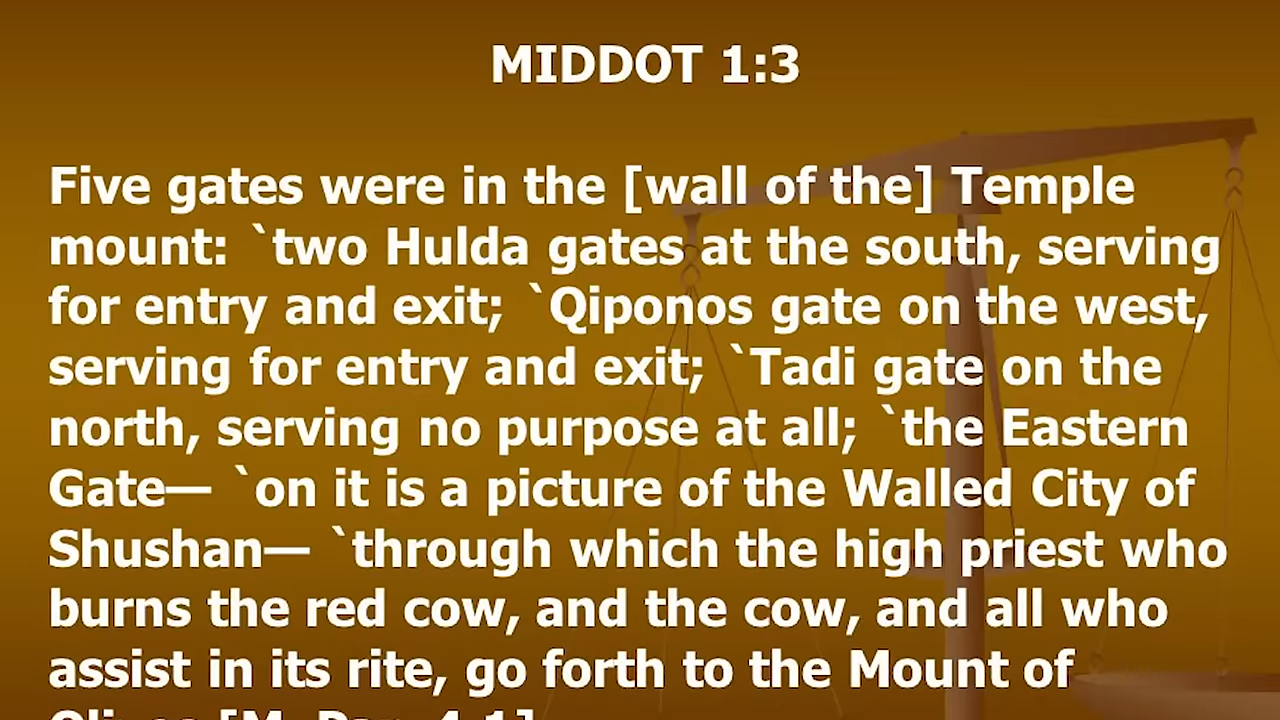 MIDDOT 1:3
Five gates were in the [wall of the] Temple
mount: `two Hulda gates at the south, serving
for entry and exit; `Qiponos gate on the west,
serving for entry and exit; `Tadi gate on the
north, serving no purpose at all; `the Eastern
Gate— `on it is a picture of the Walled City of
Shushan— `through which the high priest who
burns the red cow, and the cow, and all who
assist in its rite, go forth to the Mount of